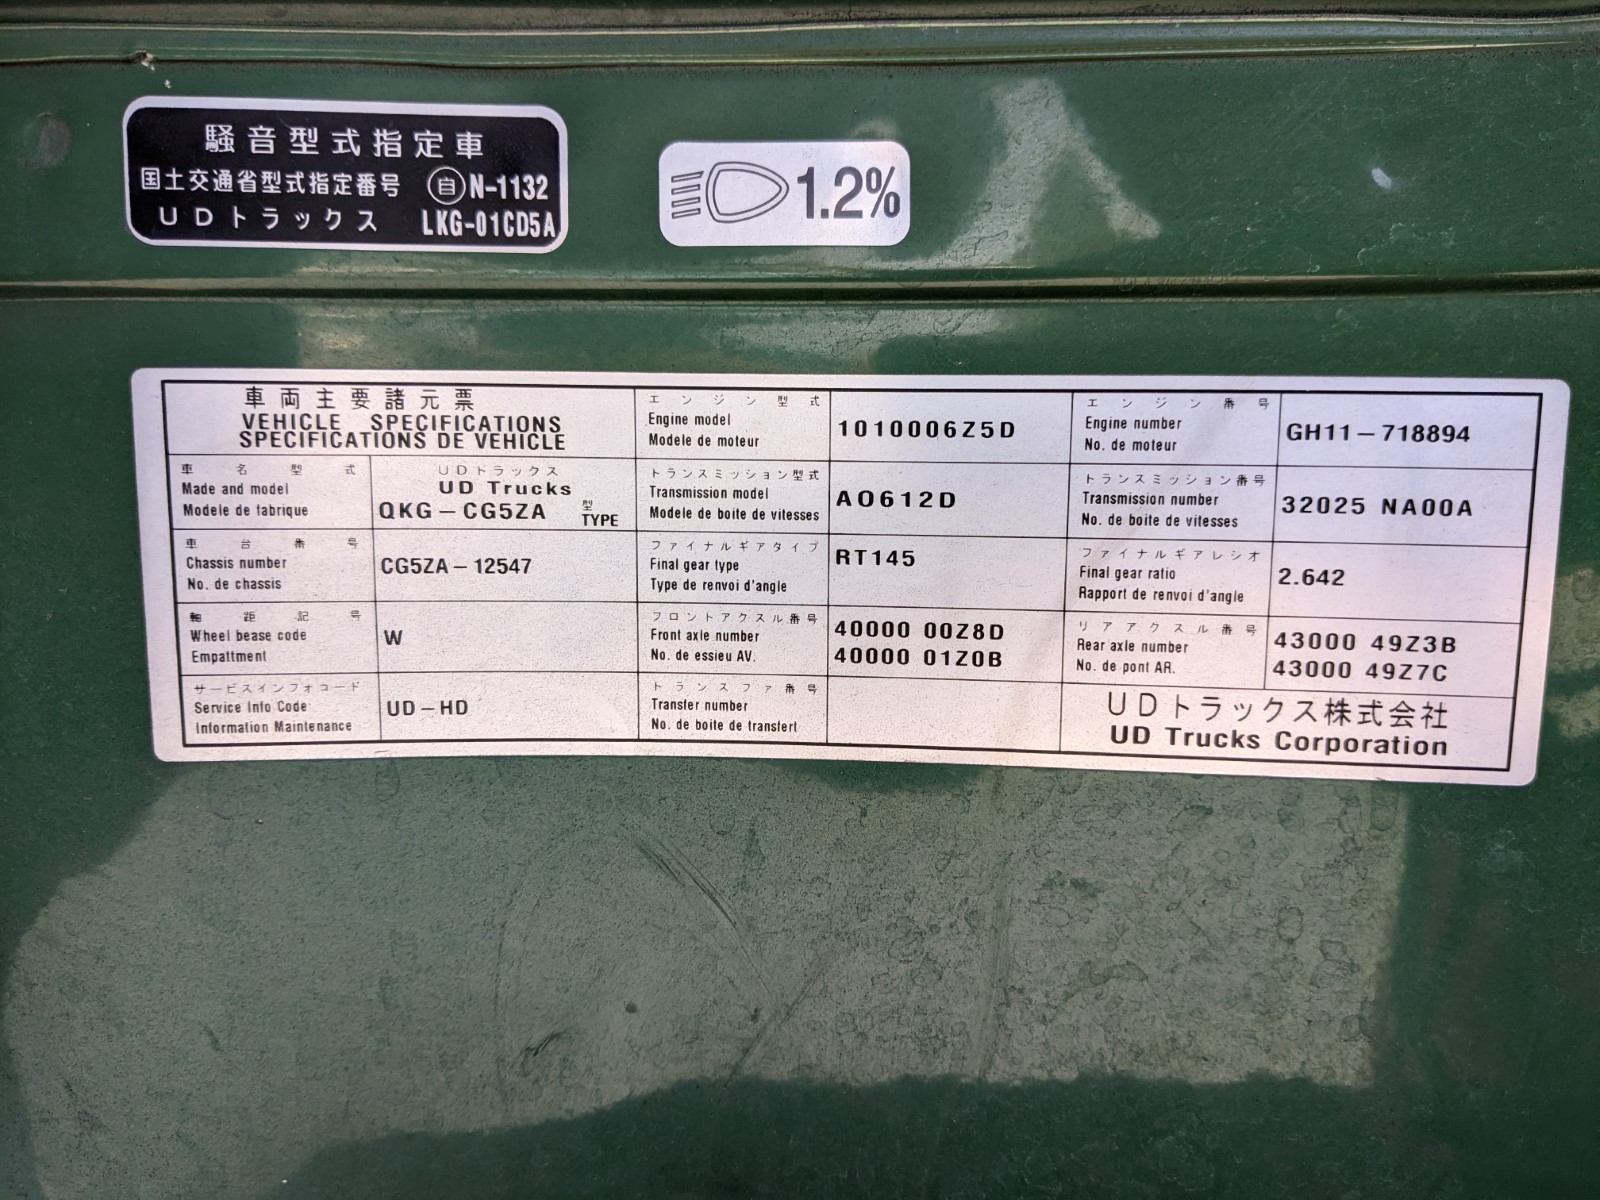 騒音型式指定車
国土交通省型式指定番号 自 N-1132
UDトラックス LKG-01CD5A
1.2%
車両主要諸元票
VEHICLE SPECIFICATIONS
SPECIFICATIONS DE VEHICLE
エンジン型式
Engine model
Modele de moteur
1010006Z5D
エンジン番号
Engine number
No. de moteur
GH11-718894
車名型式
Made and model
Modele de fabrique
UDトラックス
UD Trucks
QKG-CG5ZA
型
TYPE
トランスミッション型式
Transmission model
Modele de boite de vitesses
A0612D
トランスミッション番号
Transmission number
No. de boite de vitesses
32025 NA00A
車台番号
Chassis number
No. de chassis
CG5ZA-12547
ファイナルギアタイプ
Final gear type
Type de renvoi d'angle
RT145
ファイナルギアレシオ
Final gear ratio
Rapport de renvoi d'angle
2.642
軸距記号
Wheel bease code
Empattment
W
フロントアクスル番号
Front axle number
No. de essieu AV.
40000 00Z8D
40000 01Z0B
リアアクスル番号
Rear axle number
No. de pont AR.
43000 49Z3B
43000 49Z7C
サービスインフォコード
Service Info Code
Information Maintenance
UD-HD
トランスファ番号
Transfer number
No. de boite de transfert
UDトラックス株式会社
UD Trucks Corporation